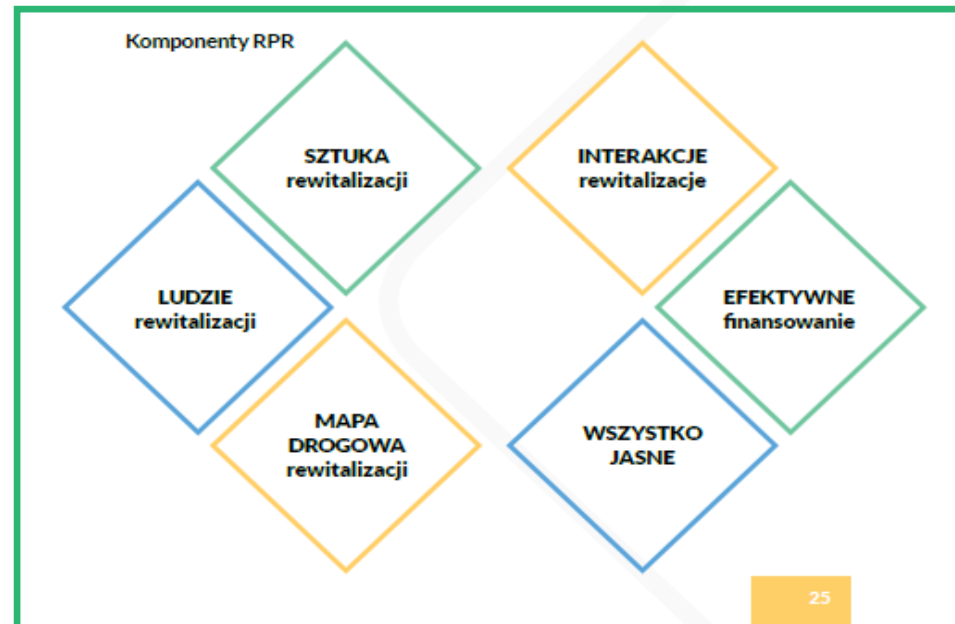 Komponenty RPR
SZTUKA
rewitalizacji
INTERAKCJE
rewitalizacje
LUDZIE
rewitalizacji
EFEKTYWNE
finansowanie
MAPA
DROGOWA
rewitalizacji
WSZYSTKO
JASNE
25